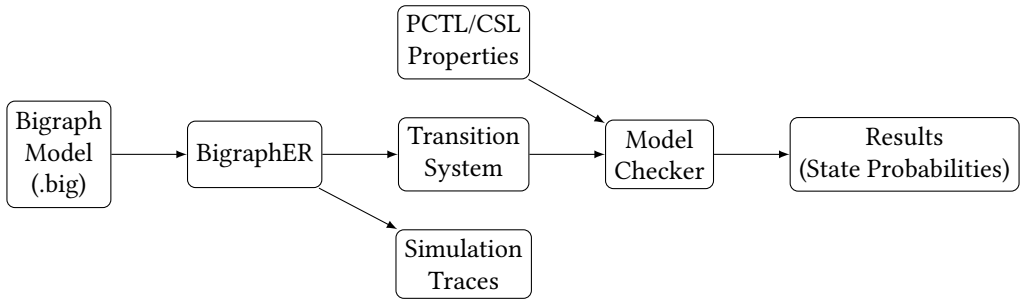 PCTL/CSL
Properties
Bigraph
Model
(.big)
BigraphER
Transition
System
Model
Checker
Results
(State Probabilities)
Simulation
Traces